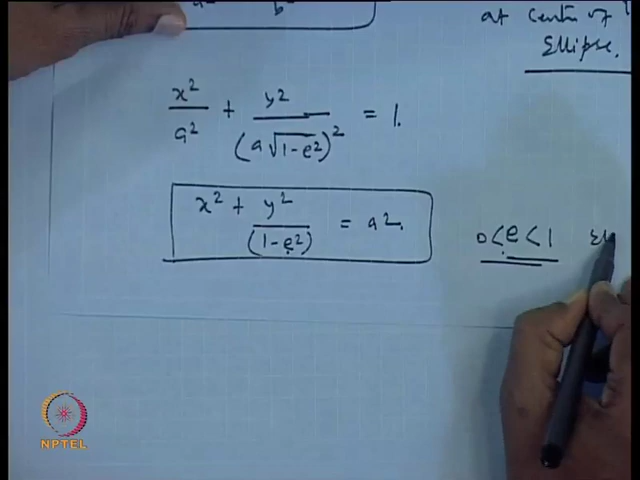 at centre of
Ellipse.
x²/a² + y²/(a√1-e²)² = 1.
x² + y²/(1-e²) = a².
0<e<1
NPTEL